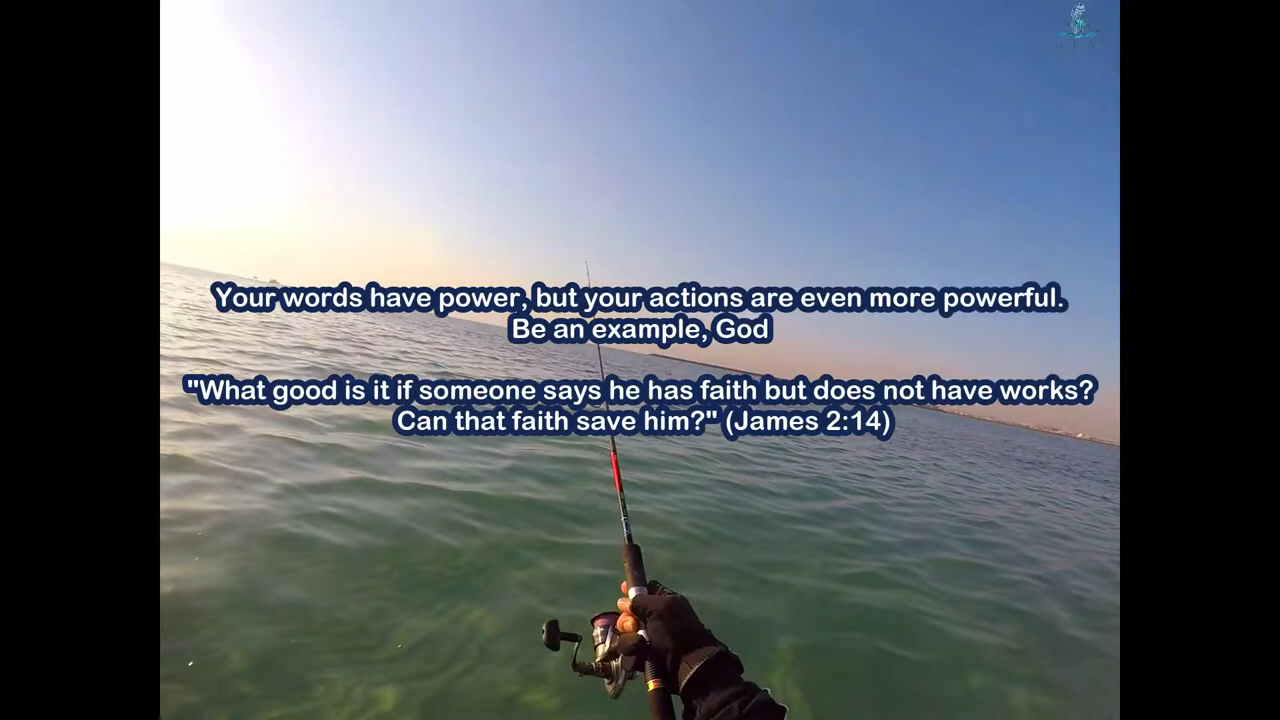 Your words have power, but your actions are even more powerful.
Be an example, God
"What good is it if someone says he has faith but does not have works?
Can that faith save him?" (James 2:14)